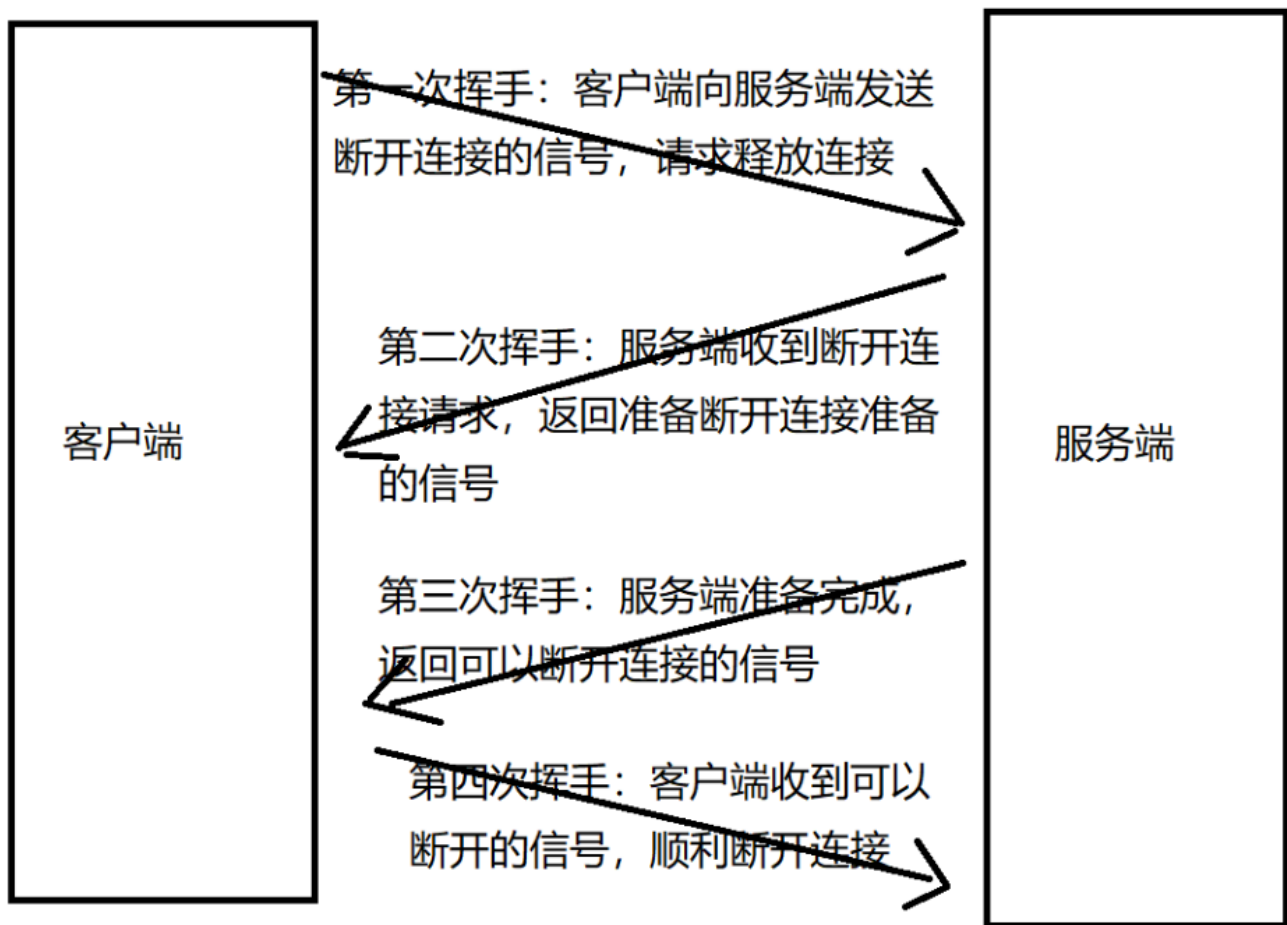 第一次挥手：客户端向服务端发送
断开连接的信号，请求释放连接
第二次挥手：服务端收到断开连
接请求，返回准备断开连接准备
的信号
客户端
服务端
第三次挥手：服务端准备完成，
返回可以断开连接的信号
第四次挥手：客户端收到可以
断开的信号，顺利断开连接